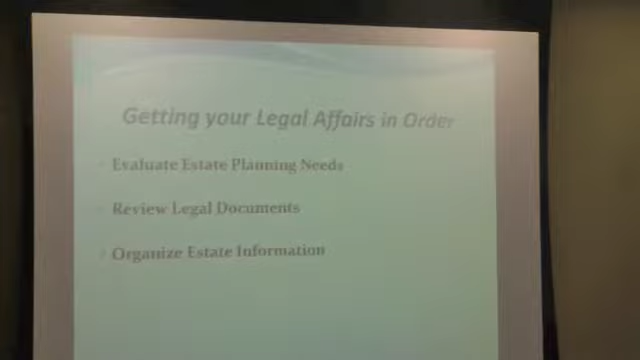 Getting your Legal Affairs in Order
Evaluate Estate Planning Needs
Review Legal Documents
Organize Estate Information